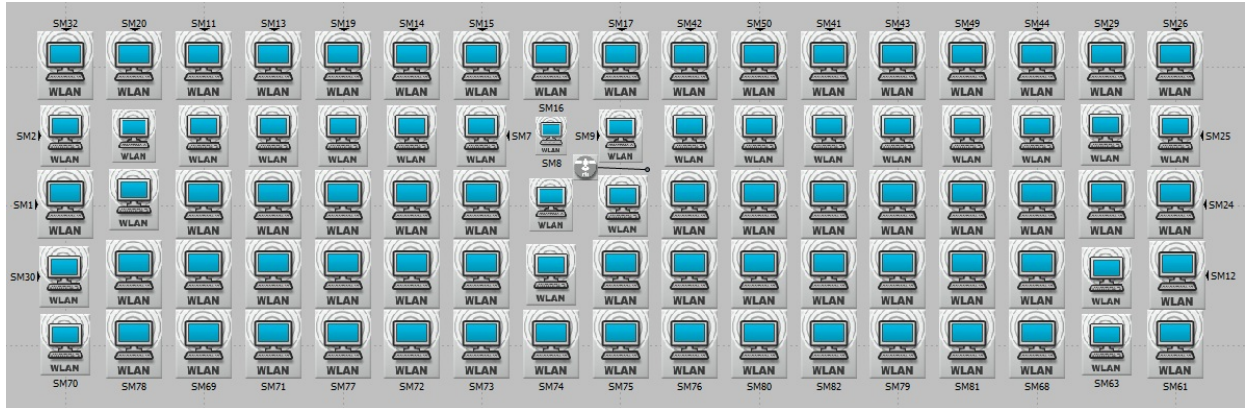 SM32 SM20 SM11 SM13 SM19 SM14 SM15 SM17 SM42 SM50 SM41 SM43 SM49 SM44 SM29 SM26
WLAN WLAN WLAN WLAN WLAN WLAN WLAN WLAN WLAN WLAN WLAN WLAN WLAN WLAN WLAN WLAN WLAN
SM16
SM2 SM7 SM9 SM25
WLAN WLAN WLAN WLAN WLAN WLAN WLAN WLAN WLAN WLAN WLAN WLAN WLAN WLAN WLAN WLAN WLAN
SM8
SM1 SM24
WLAN WLAN WLAN WLAN WLAN WLAN WLAN WLAN WLAN WLAN WLAN WLAN WLAN WLAN WLAN WLAN WLAN
SM30 SM12
WLAN WLAN WLAN WLAN WLAN WLAN WLAN WLAN WLAN WLAN WLAN WLAN WLAN WLAN WLAN WLAN WLAN
WLAN WLAN WLAN WLAN WLAN WLAN WLAN WLAN WLAN WLAN WLAN WLAN WLAN WLAN WLAN WLAN WLAN
SM70 SM78 SM69 SM71 SM77 SM72 SM73 SM74 SM75 SM76 SM80 SM82 SM79 SM81 SM68 SM63 SM61